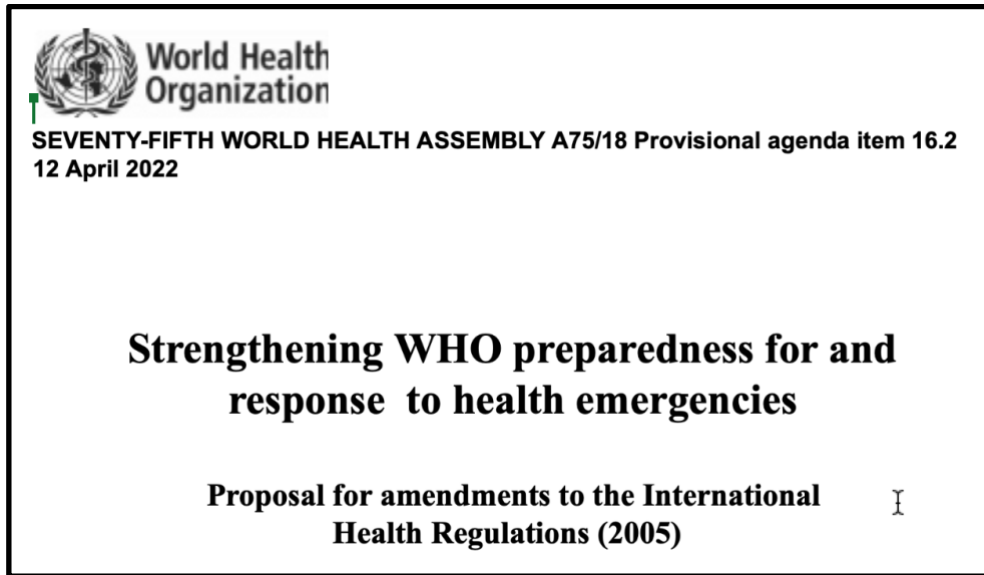 World Health
Organization
SEVENTY-FIFTH WORLD HEALTH ASSEMBLY A75/18 Provisional agenda item 16.2
12 April 2022
Strengthening WHO preparedness for and
response to health emergencies
Proposal for amendments to the International
Health Regulations (2005)